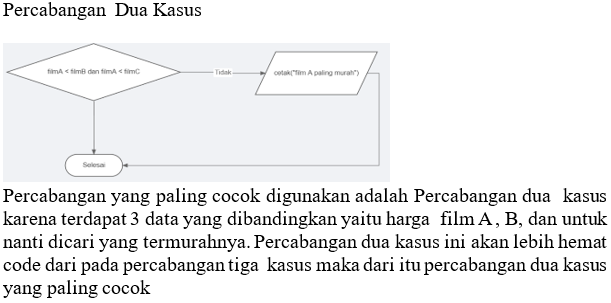 Percabangan Dua Kasus
filmA < filmB dan filmA < filmC
Tidak
cetak("film A paling murah")
Selesai
Percabangan yang paling cocok digunakan adalah Percabangan dua kasus
karena terdapat 3 data yang dibandingkan yaitu harga film A , B, dan untuk
nanti dicari yang termurahnya. Percabangan dua kasus ini akan lebih hemat
code dari pada percabangan tiga kasus maka dari itu percabangan dua kasus
yang paling cocok